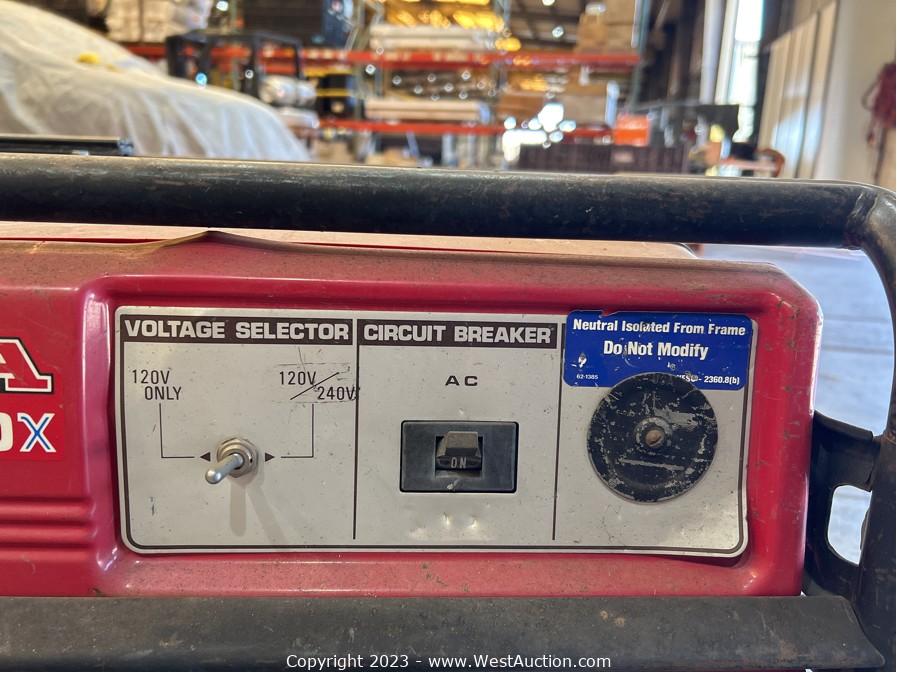 VOLTAGE SELECTOR
CIRCUIT BREAKER
Neutral Isolated From Frame
Do Not Modify
62-1385
2360.8(b)
120V
ONLY
120V
240V
AC
ON
A
0X
Copyright 2023 - www.WestAuction.com